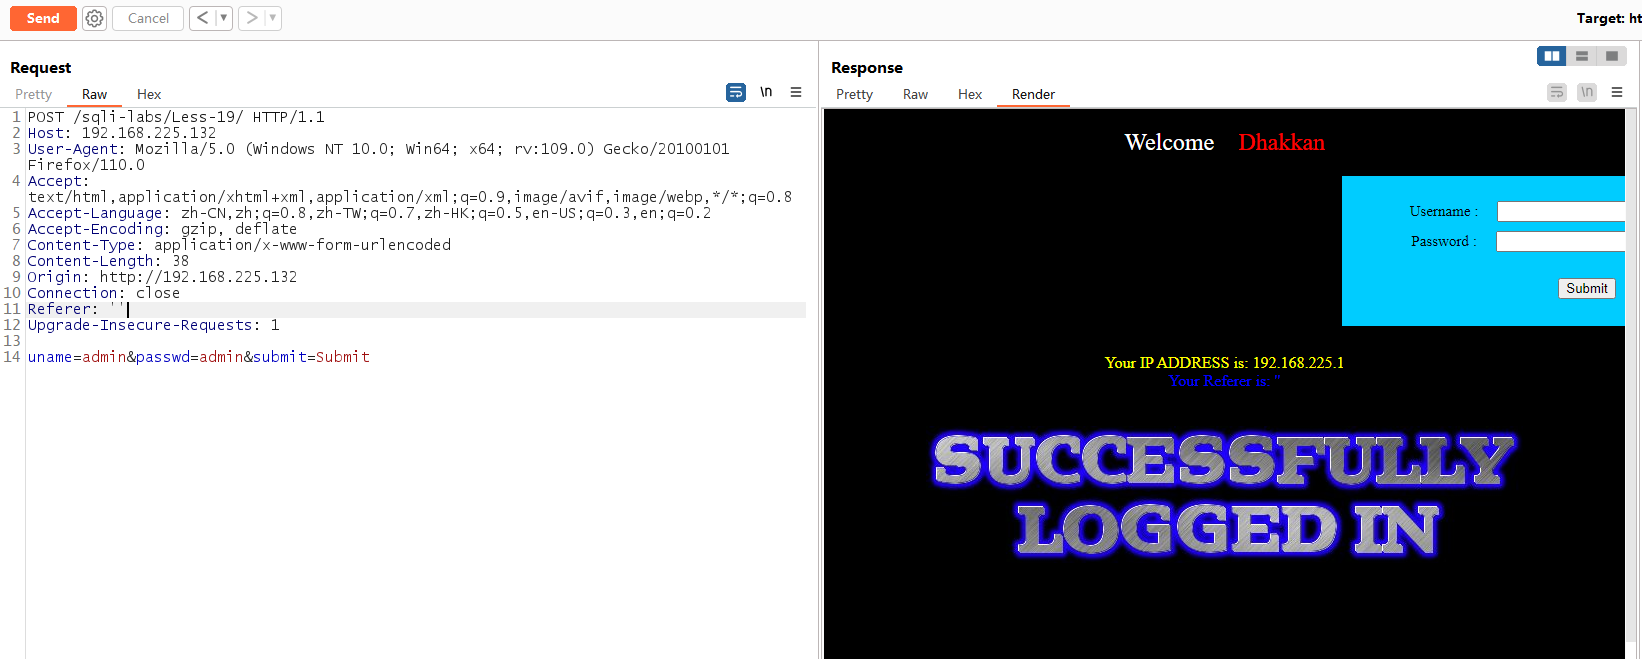 Send
Cancel
< ▼
> ▼
Target: ht
Request
Pretty Raw Hex
\n
1 POST /sqli-labs/Less-19/ HTTP/1.1
2 Host: 192.168.225.132
3 User-Agent: Mozilla/5.0 (Windows NT 10.0; Win64; x64; rv:109.0) Gecko/20100101
Firefox/110.0
4 Accept:
text/html,application/xhtml+xml,application/xml;q=0.9,image/avif,image/webp,*/*;q=0.8
5 Accept-Language: zh-CN,zh;q=0.8,zh-TW;q=0.7,zh-HK;q=0.5,en-US;q=0.3,en;q=0.2
6 Accept-Encoding: gzip, deflate
7 Content-Type: application/x-www-form-urlencoded
8 Content-Length: 38
9 Origin: http://192.168.225.132
10 Connection: close
11 Referer: ''
12 Upgrade-Insecure-Requests: 1
13
14 uname=admin&passwd=admin&submit=Submit
Response
Pretty Raw Hex Render
\n
Welcome Dhakkan
Username :
Password :
Submit
Your IP ADDRESS is: 192.168.225.1
Your Referer is: ''
SUCCESSFULLY
LOGGED IN